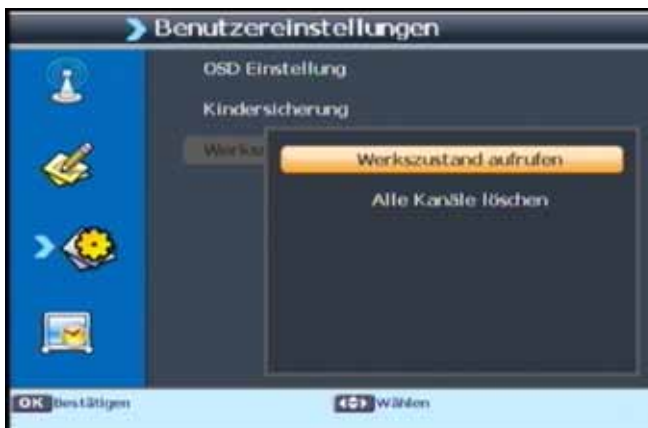 Benutzereinstellungen
OSD Einstellung
Kindersicherung
Werkszustand aufrufen
Alle Kanäle löschen
OK Bestätigen
Wählen